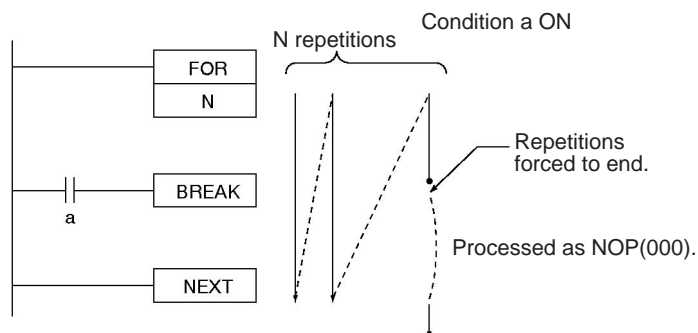 Condition a ON
N repetitions
FOR
N
Repetitions
forced to end.
BREAK
a
Processed as NOP(000).
NEXT